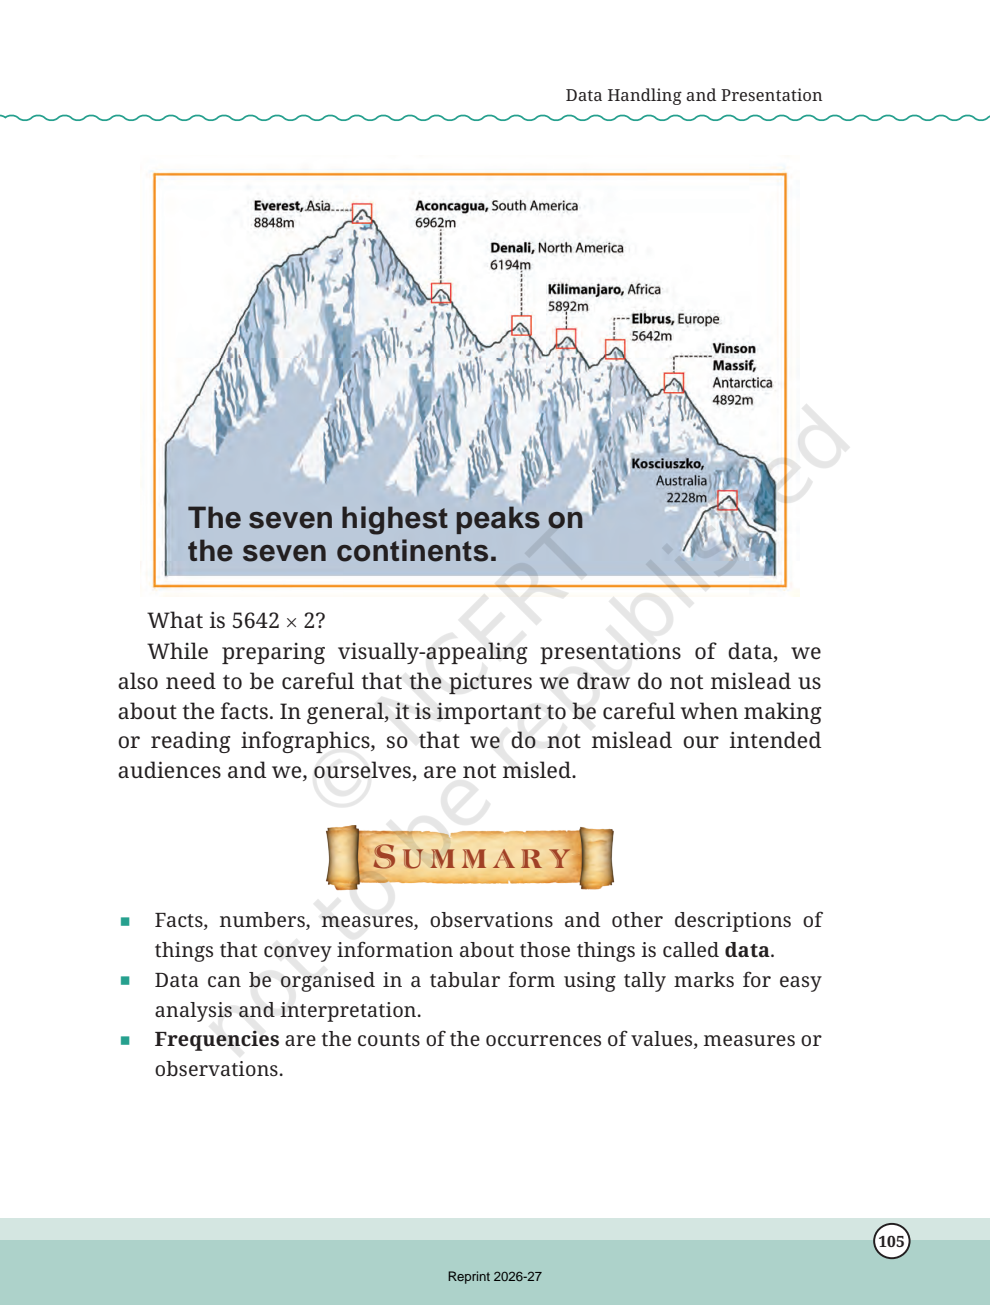 Data Handling and Presentation
Everest, Asia
8848m
Aconcagua, South America
6962m
Denali, North America
6194m
Kilimanjaro, Africa
5892m
Elbrus, Europe
5642m
Vinson
Massif,
Antarctica
4892m
Kosciuszko,
Australia
2228m
The seven highest peaks on
the seven continents.
What is 5642 × 2?
While preparing visually-appealing presentations of data, we
also need to be careful that the pictures we draw do not mislead us
about the facts. In general, it is important to be careful when making
or reading infographics, so that we do not mislead our intended
audiences and we, ourselves, are not misled.
SUMMARY
Facts, numbers, measures, observations and other descriptions of
things that convey information about those things is called data.
Data can be organised in a tabular form using tally marks for easy
analysis and interpretation.
Frequencies are the counts of the occurrences of values, measures or
observations.
© NCERT
not to be republished
105
Reprint 2026-27